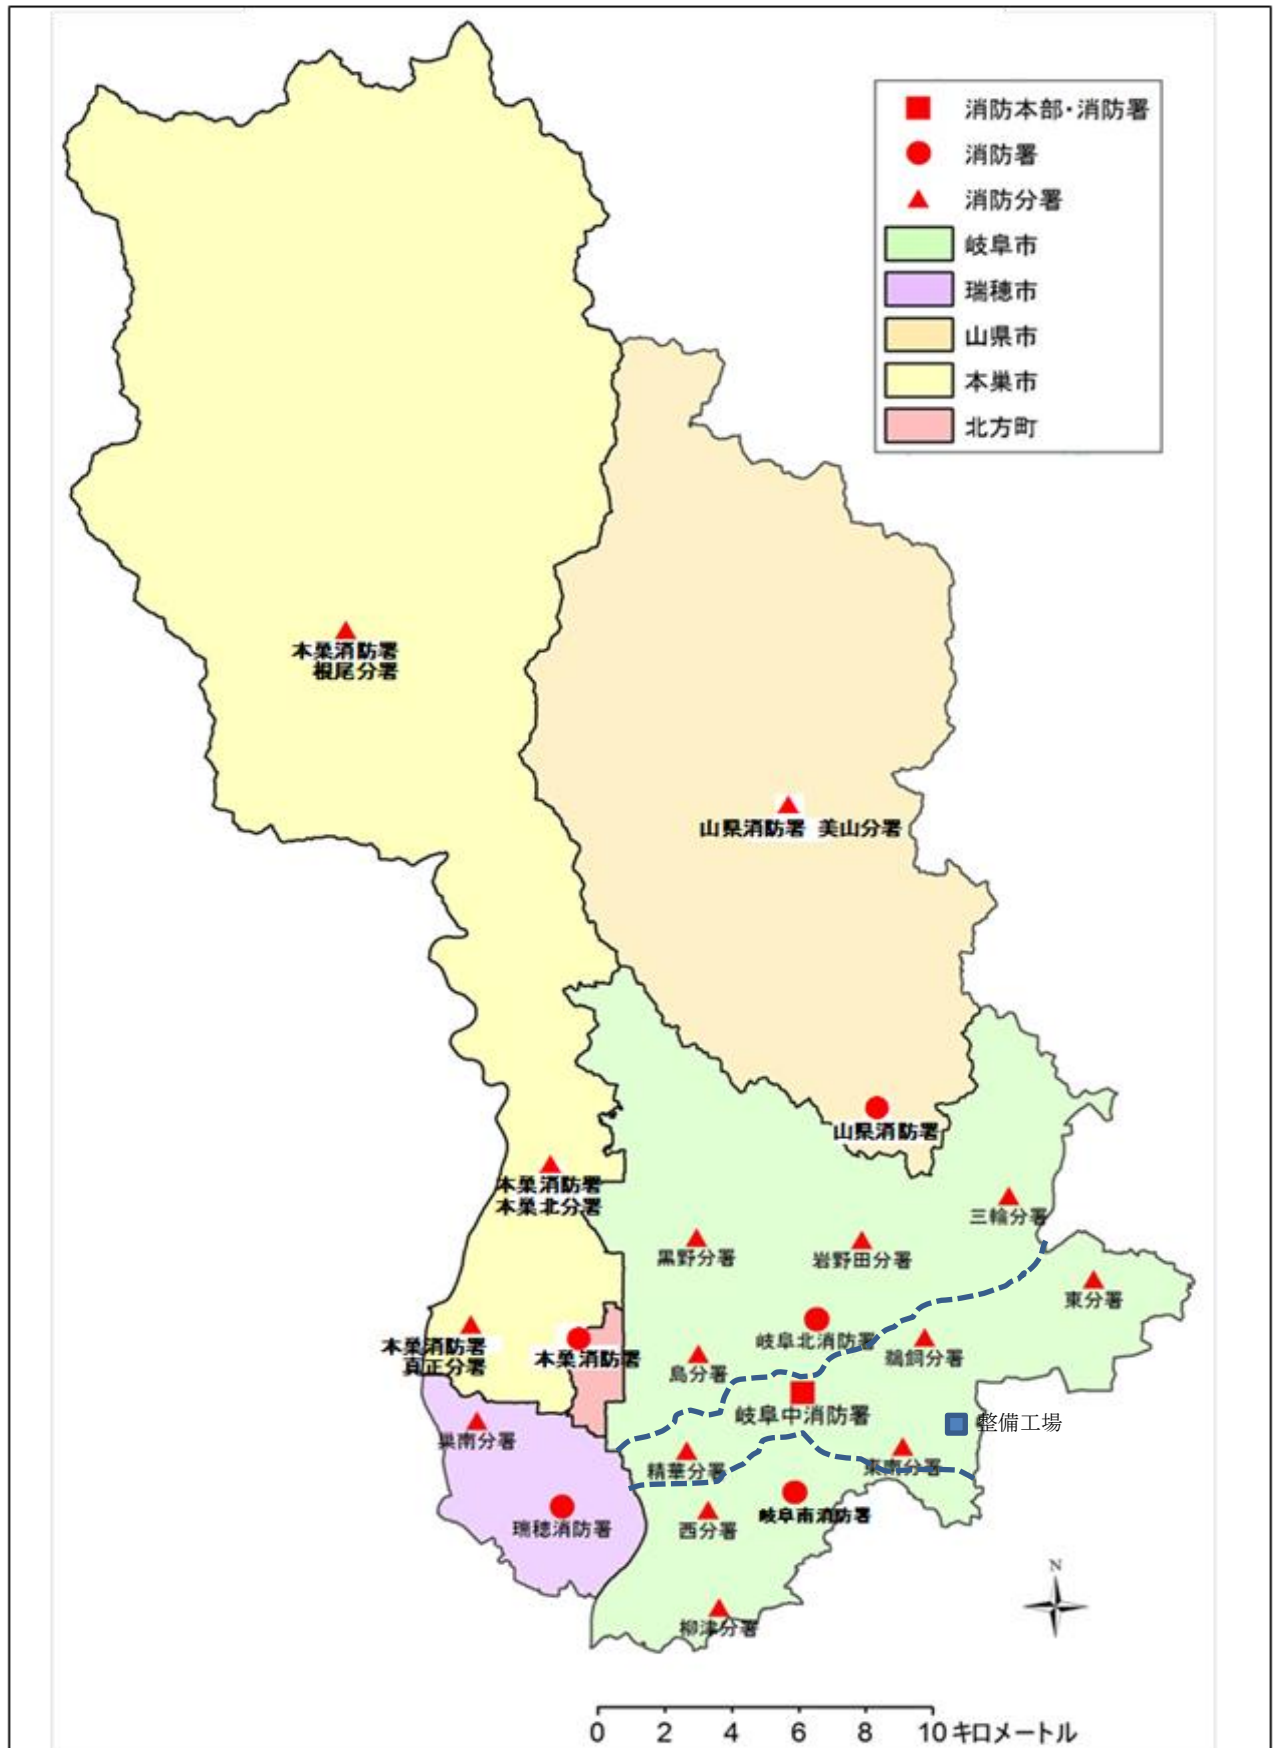 消防本部・消防署
消防署
消防分署
岐阜市
瑞穂市
山県市
本巣市
北方町
本巣消防署
根尾分署
山県消防署 美山分署
山県消防署
本巣消防署
本巣北分署
三輪分署
黒野分署
岩野田分署
東分署
岐阜北消防署
鵜飼分署
本巣消防署
真正分署
本巣消防署
島分署
岐阜中消防署
整備工場
巣南分署
精華分署
東南分署
瑞穂消防署
西分署
岐阜南消防署
N
柳津分署
0 2 4 6 8 10 キロメートル